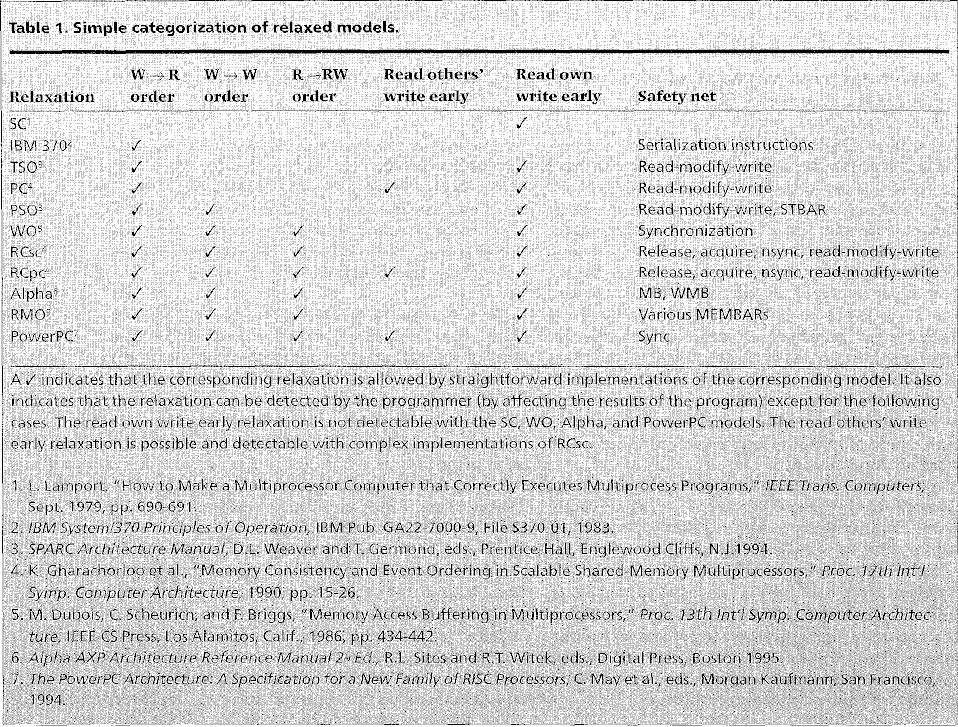 Table 1. Simple categorization of relaxed models.
W→R W→W R→RW Read others' Read own
Relaxation order order order write early write early Safety net
SC¹ ✓
IBM 370² ✓ Serialization instructions
TSO³ ✓ ✓ Read-modify-write
PC⁴ ✓ ✓ ✓ Read-modify-write
PSO³ ✓ ✓ ✓ Read-modify-write, STBAR
WO⁵ ✓ ✓ ✓ ✓ Synchronization
RCsc⁴ ✓ ✓ ✓ ✓ Release, acquire, nsync, read-modify-write
RCpc⁴ ✓ ✓ ✓ ✓ ✓ Release, acquire, nsync, read-modify-write
Alpha⁶ ✓ ✓ ✓ ✓ MB, WMB
RMO³ ✓ ✓ ✓ ✓ Various MEMBARs
PowerPC⁷ ✓ ✓ ✓ ✓ ✓ Sync
A ✓ indicates that the corresponding relaxation is allowed by straightforward implementations of the corresponding model. It also
indicates that the relaxation can be detected by the programmer (by affecting the results of the program) except for the following
cases. The read own write early relaxation is not detectable with the SC, WO, Alpha, and PowerPC models. The read others' write
early relaxation is possible and detectable with complex implementations of RCsc.
1. L. Lamport, "How to Make a Multiprocessor Computer that Correctly Executes Multiprocess Programs," IEEE Trans. Computers,
Sept. 1979, pp. 690-691.
2. IBM System/370 Principles of Operation, IBM Pub. GA22-7000-9, File S370-01, 1983.
3. SPARC Architecture Manual, D.L. Weaver and T. Germond, eds., Prentice Hall, Englewood Cliffs, N.J. 1994.
4. K. Gharachorloo et al., "Memory Consistency and Event Ordering in Scalable Shared-Memory Multiprocessors," Proc. 17th Int'l
Symp. Computer Architecture, 1990, pp. 15-26.
5. M. Dubois, C. Scheurich, and F. Briggs, "Memory Access Buffering in Multiprocessors," Proc. 13th Int'l Symp. Computer Architec-
ture, IEEE CS Press, Los Alamitos, Calif., 1986, pp. 434-442.
6. Alpha AXP Architecture Reference Manual 2nd Ed., R.L. Sites and R.T. Witek, eds., Digital Press, Boston 1995.
7. The PowerPC Architecture: A Specification for a New Family of RISC Processors, C. May et al., eds., Morgan Kaufmann, San Francisco,
1994.